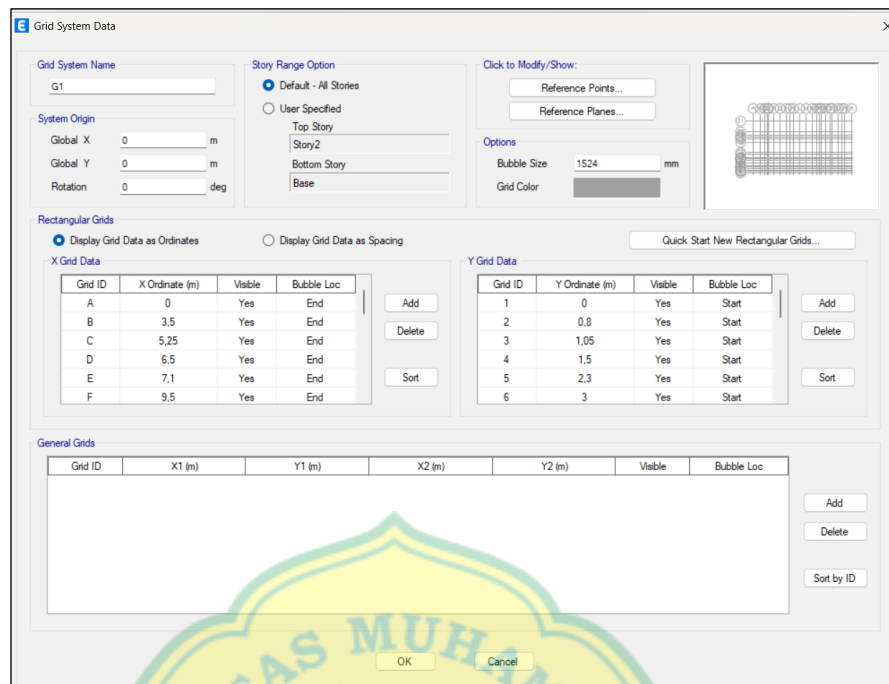 Grid System Data
Grid System Name
G1
System Origin
Global X 0 m
Global Y 0 m
Rotation 0 deg
Story Range Option
Default - All Stories
User Specified
Top Story
Story2
Bottom Story
Base
Click to Modify/Show:
Reference Points...
Reference Planes...
Options
Bubble Size 1524 mm
Grid Color
Rectangular Grids
Display Grid Data as Ordinates
Display Grid Data as Spacing
Quick Start New Rectangular Grids...
X Grid Data
Grid ID X Ordinate (m) Visible Bubble Loc
A 0 Yes End
B 3,5 Yes End
C 5,25 Yes End
D 6,5 Yes End
E 7,1 Yes End
F 9,5 Yes End
Add
Delete
Sort
Y Grid Data
Grid ID Y Ordinate (m) Visible Bubble Loc
1 0 Yes Start
2 0,8 Yes Start
3 1,05 Yes Start
4 1,5 Yes Start
5 2,3 Yes Start
6 3 Yes Start
Add
Delete
Sort
General Grids
Grid ID X1 (m) Y1 (m) X2 (m) Y2 (m) Visible Bubble Loc
Add
Delete
Sort by ID
AS MUHAM
OK
Cancel